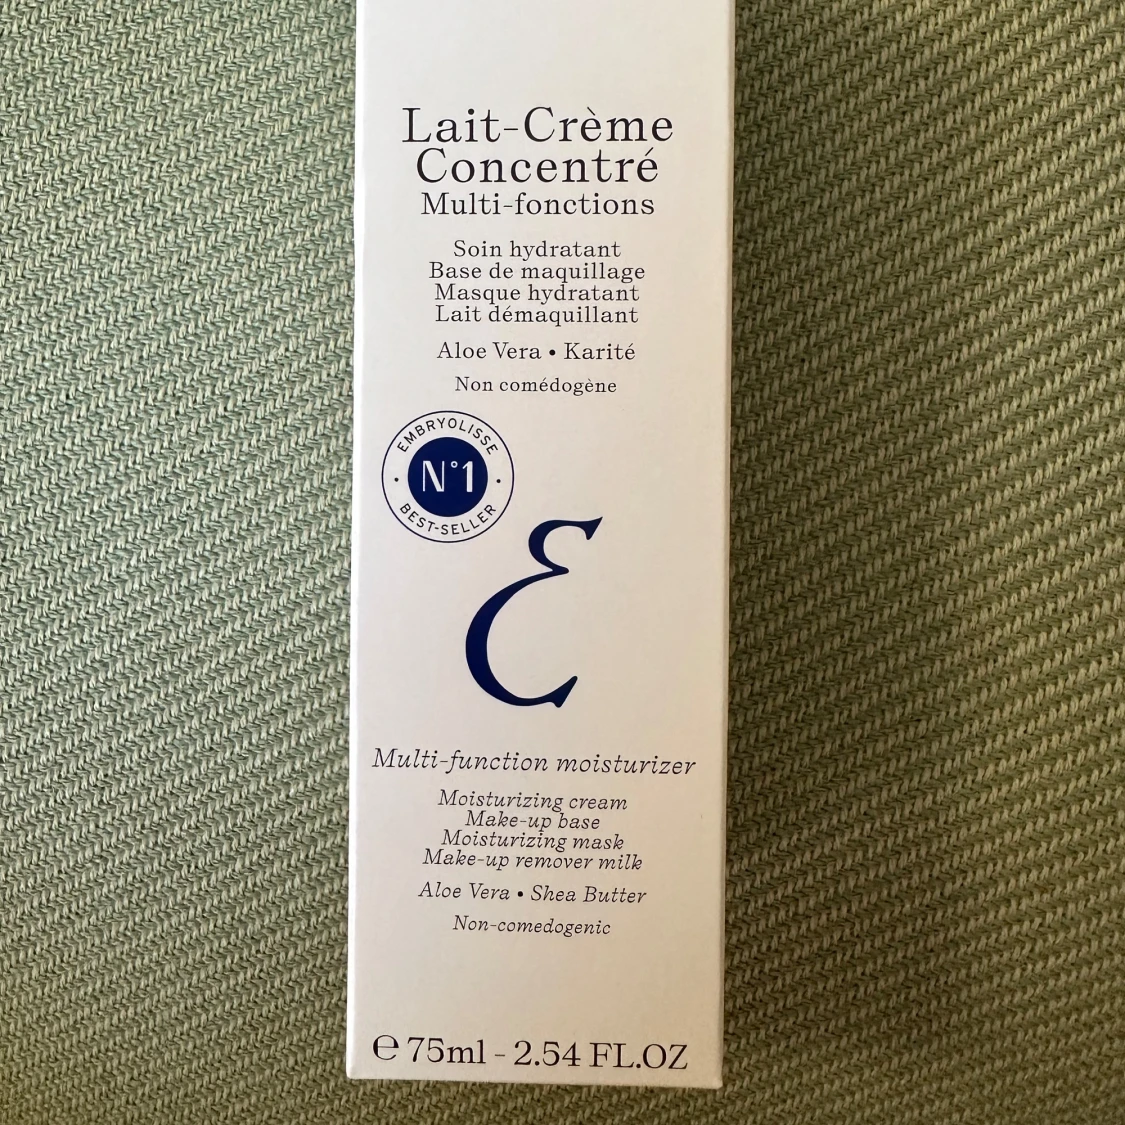 Lait-Crème
Concentré
Multi-fonctions
Soin hydratant
Base de maquillage
Masque hydratant
Lait démaquillant
Aloe Vera • Karité
Non comédogène
EMBRYOLISSE
N°1
BEST-SELLER
E
Multi-function moisturizer
Moisturizing cream
Make-up base
Moisturizing mask
Make-up remover milk
Aloe Vera • Shea Butter
Non-comedogenic
℮ 75ml - 2.54 FL.OZ